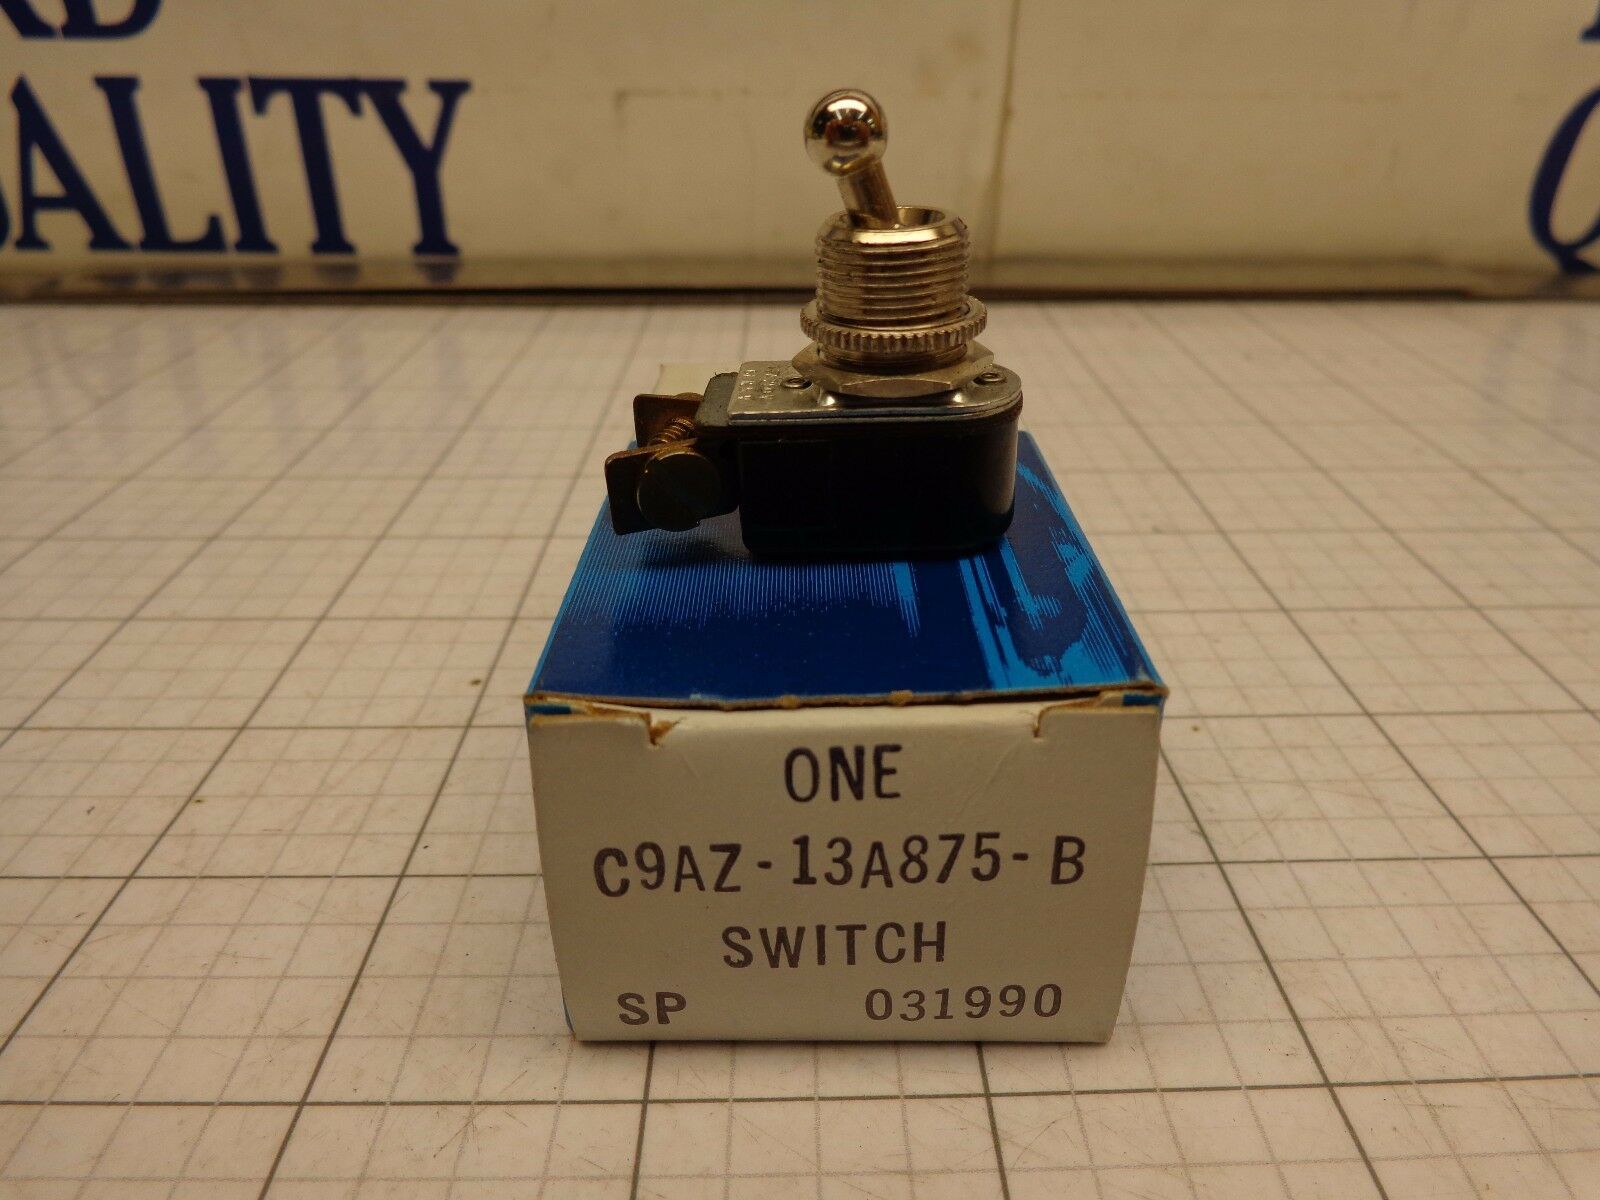 ALITY
ONE
C9AZ-13A875-B
SWITCH
SP 031990